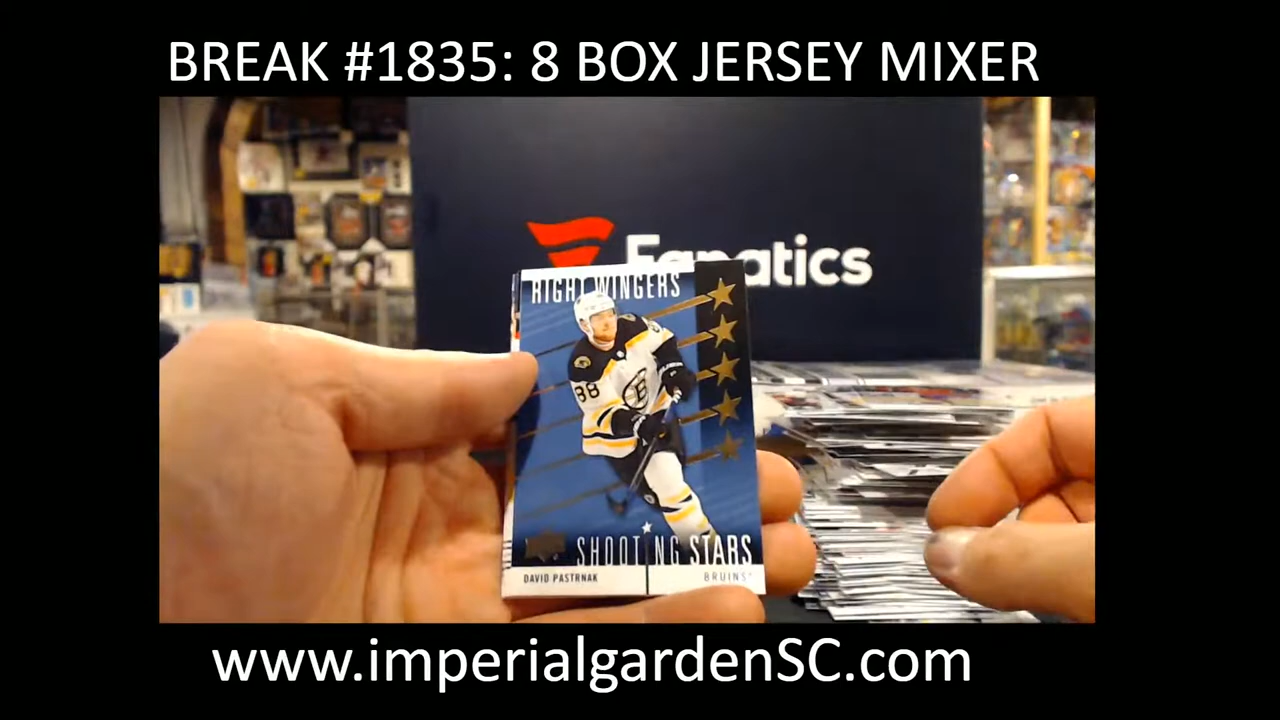 BREAK #1835: 8 BOX JERSEY MIXER
Fanatics
RIGHT WINGERS
88
SHOOTING STARS
DAVID PASTRNAK
BRUINS
www.imperialgardenSC.com